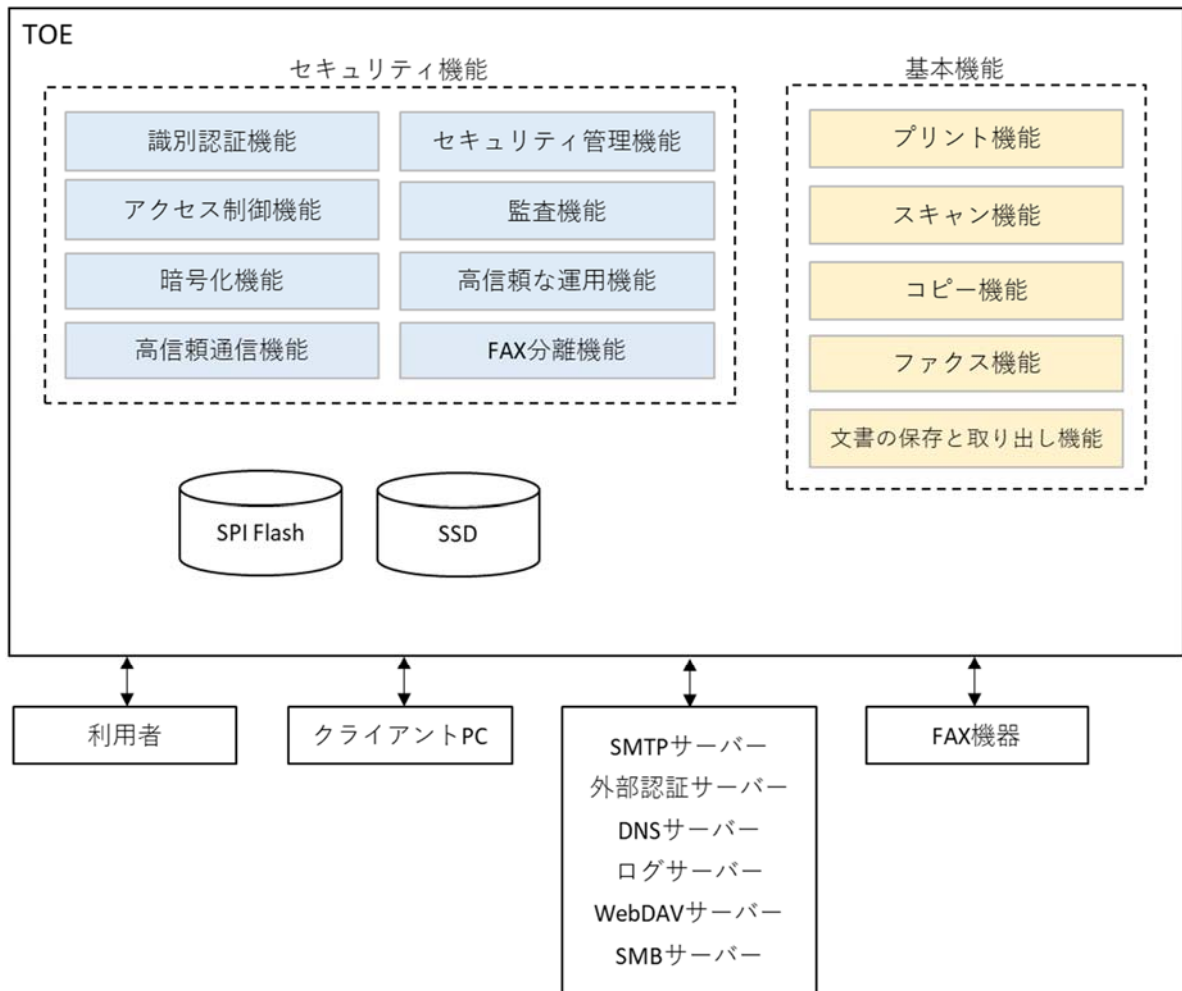 TOE
セキュリティ機能
基本機能
識別認証機能
セキュリティ管理機能
アクセス制御機能
監査機能
暗号化機能
高信頼な運用機能
高信頼通信機能
FAX分離機能
プリント機能
スキャン機能
コピー機能
ファクス機能
文書の保存と取り出し機能
SPI Flash
SSD
利用者
クライアントPC
SMTPサーバー
外部認証サーバー
DNSサーバー
ログサーバー
WebDAVサーバー
SMBサーバー
FAX機器